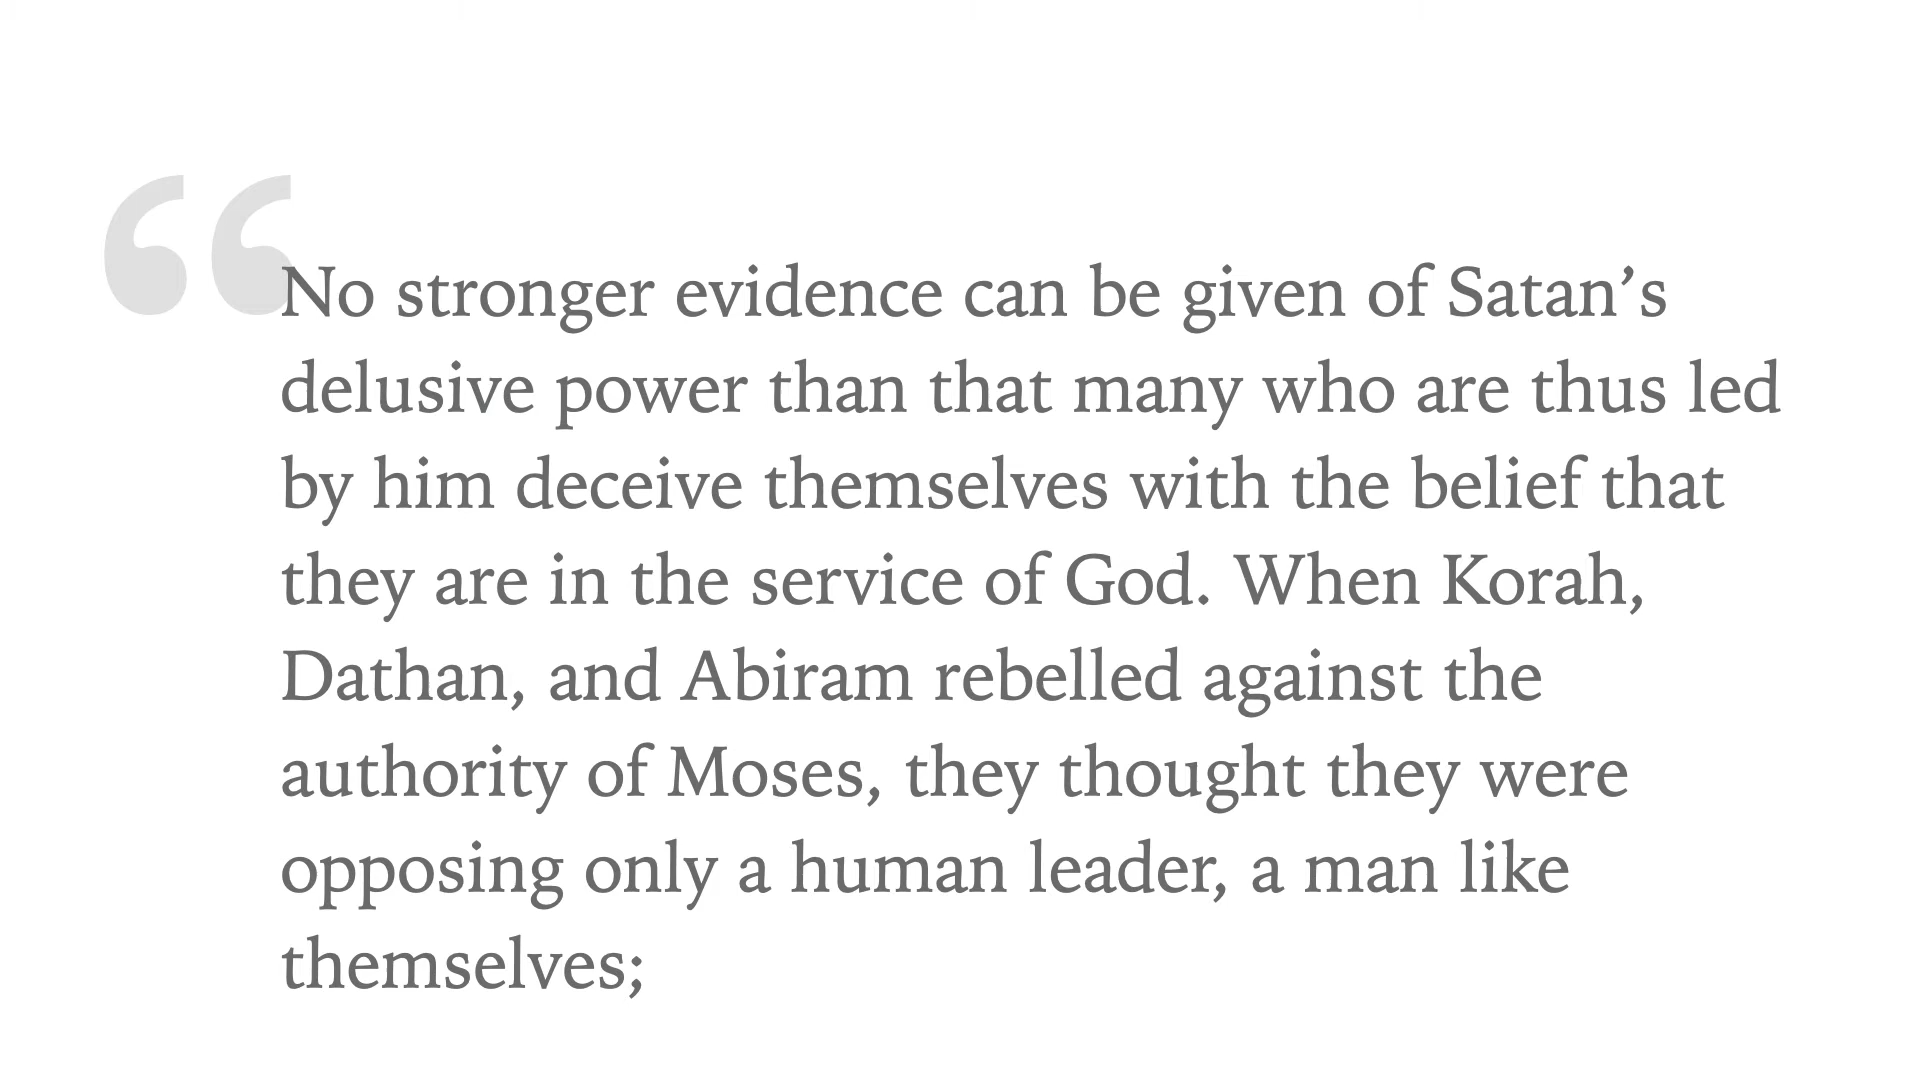 “
No stronger evidence can be given of Satan’s
delusive power than that many who are thus led
by him deceive themselves with the belief that
they are in the service of God. When Korah,
Dathan, and Abiram rebelled against the
authority of Moses, they thought they were
opposing only a human leader, a man like
themselves;